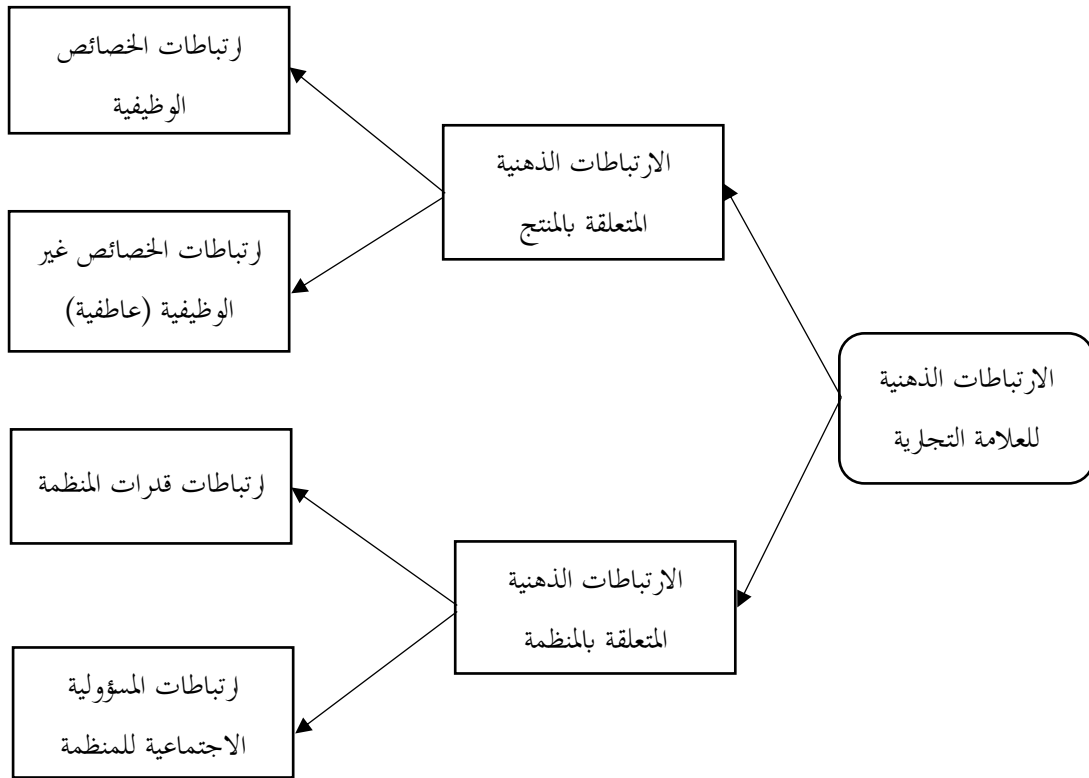 الارتباطات الذهنية
للعلامة التجارية
الارتباطات الذهنية
المتعلقة بالمنتج
ارتباطات الخصائص
الوظيفية
ارتباطات الخصائص غير
الوظيفية (عاطفية)
الارتباطات الذهنية
المتعلقة بالمنظمة
ارتباطات قدرات المنظمة
ارتباطات المسؤولية
الاجتماعية للمنظمة